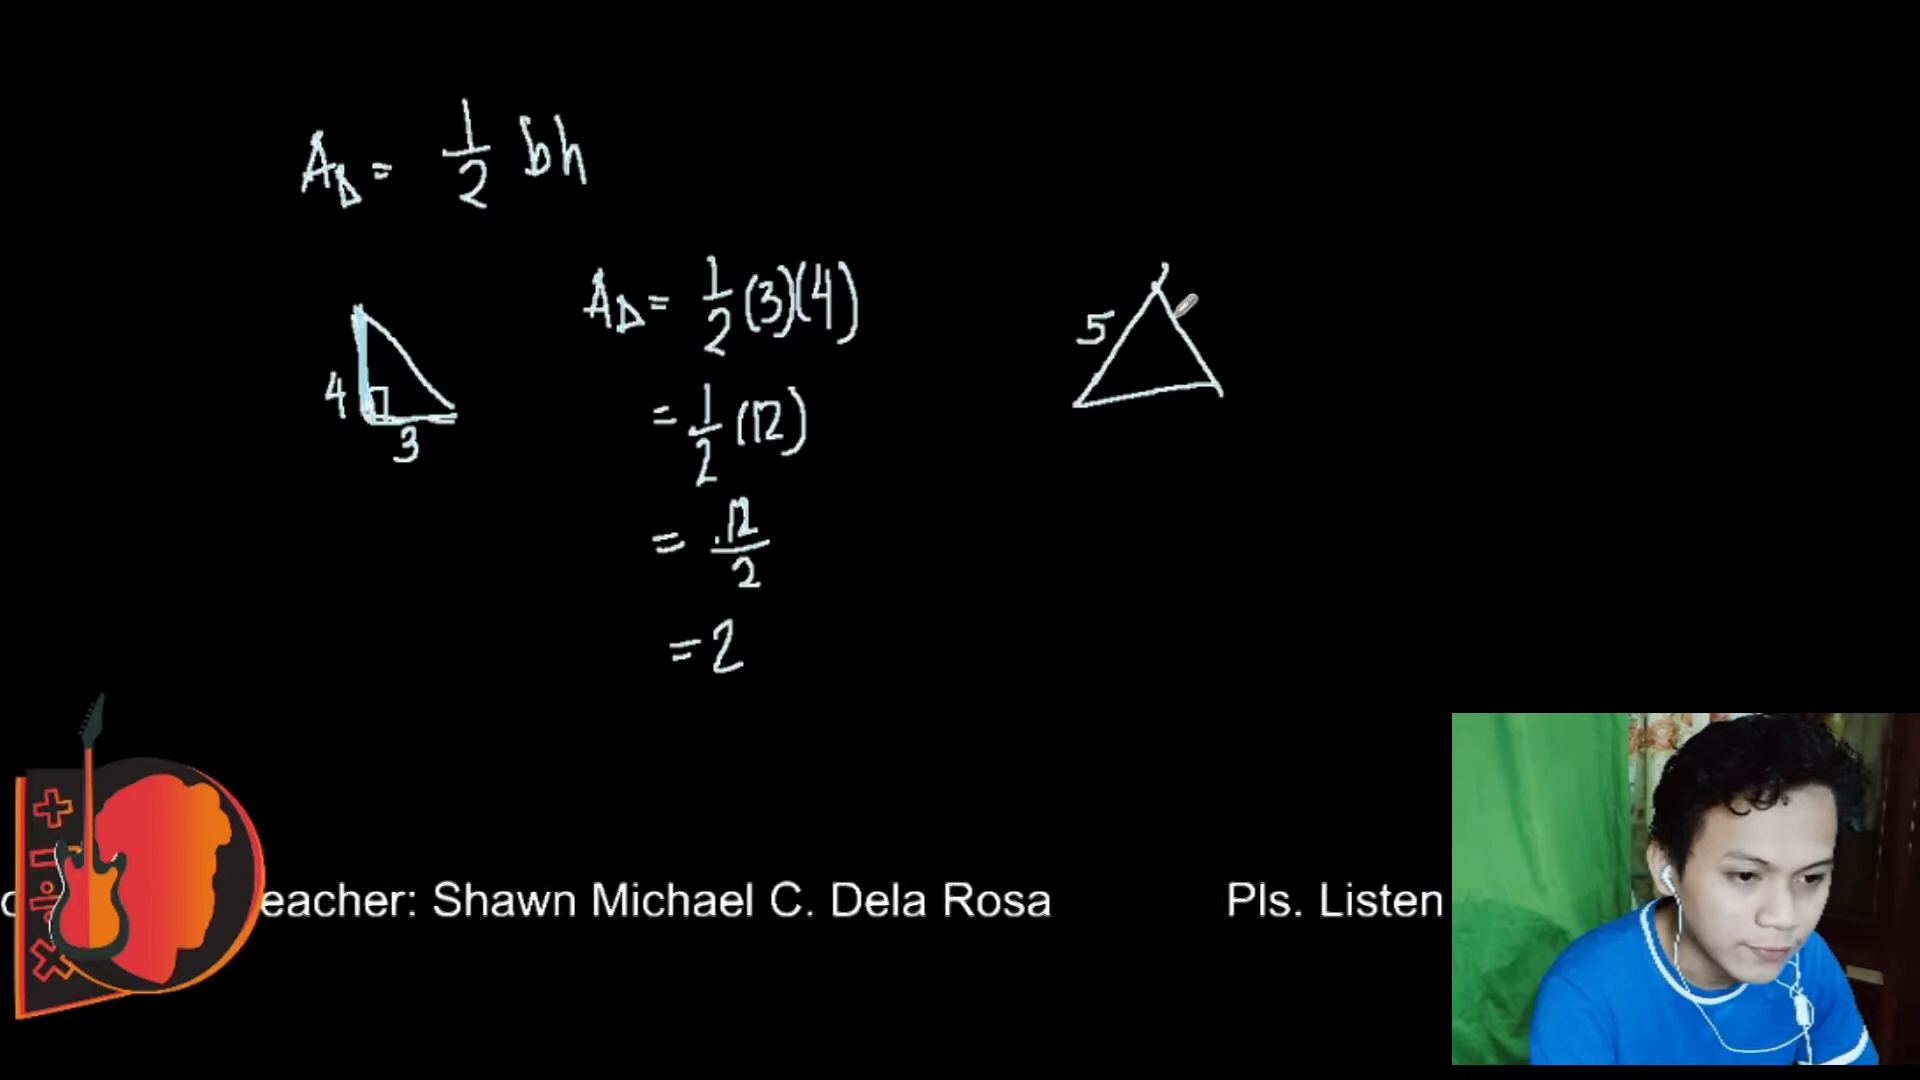 A△ = 1/2 bh
A△ = 1/2 (3)(4)
= 1/2 (12)
= 12/2
= 2
4
3
5
eacher: Shawn Michael C. Dela Rosa Pls. Listen
+
-
÷
×